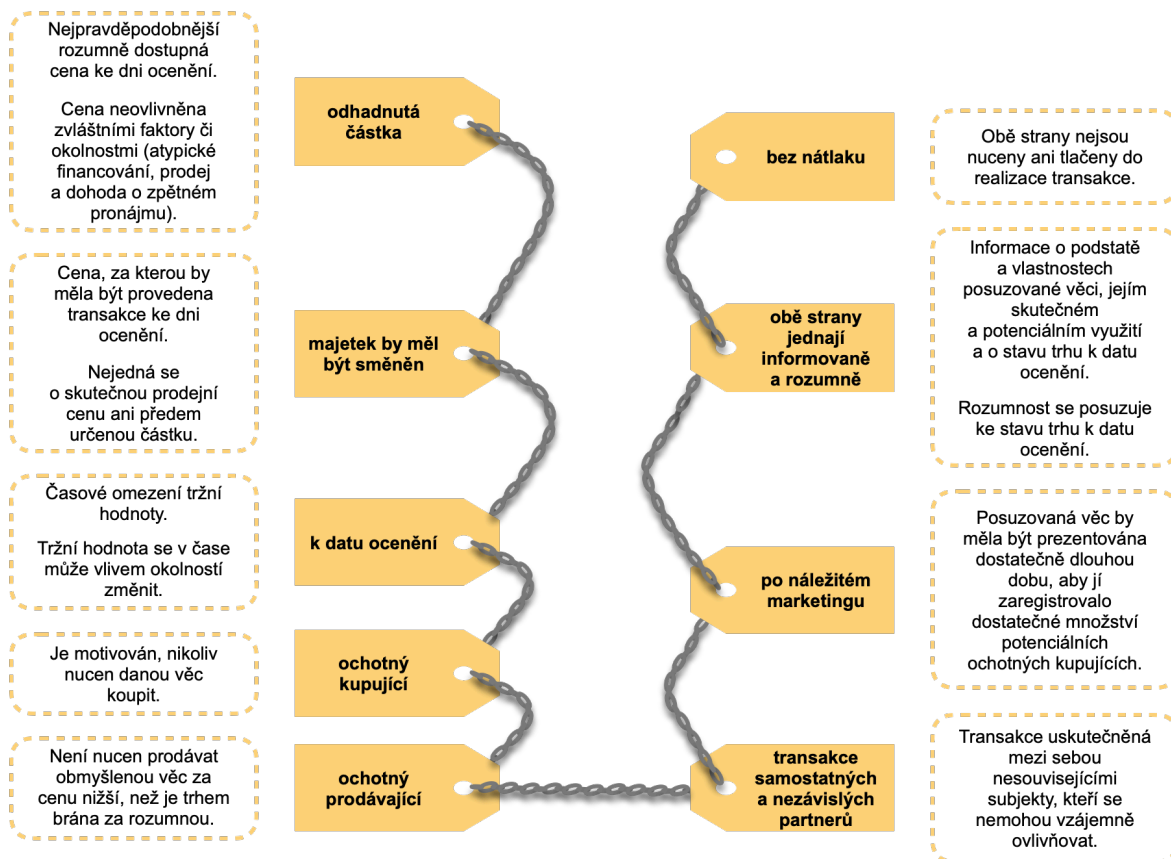 Nejpravděpodobnější
rozumně dostupná
cena ke dni ocenění.
Cena neovlivněna
zvláštními faktory či
okolnostmi (atypické
financování, prodej
a dohoda o zpětném
pronájmu).
odhadnutá
částka
Cena, za kterou by
měla být provedena
transakce ke dni
ocenění.
Nejedná se
o skutečnou prodejní
cenu ani předem
určenou částku.
majetek by měl
být směněn
Časové omezení tržní
hodnoty.
Tržní hodnota se v čase
může vlivem okolností
změnit.
k datu ocenění
Je motivován, nikoliv
nucen danou věc
koupit.
ochotný
kupující
Není nucen prodávat
obmyšlenou věc za
cenu nižší, než je trhem
brána za rozumnou.
ochotný
prodávající
transakce
samostatných
a nezávislých
partnerů
Transakce uskutečněná
mezi sebou
nesouvisejícími
subjekty, kteří se
nemohou vzájemně
ovlivňovat.
po náležitém
marketingu
Posuzovaná věc by
měla být prezentována
dostatečně dlouhou
dobu, aby jí
zaregistrovalo
dostatečné množství
potenciálních
ochotných kupujících.
obě strany
jednají
informovaně
a rozumně
Informace o podstatě
a vlastnostech
posuzované věci, jejím
skutečném
a potenciálním využití
a o stavu trhu k datu
ocenění.
Rozumnost se posuzuje
ke stavu trhu k datu
ocenění.
bez nátlaku
Obě strany nejsou
nuceny ani tlačeny do
realizace transakce.